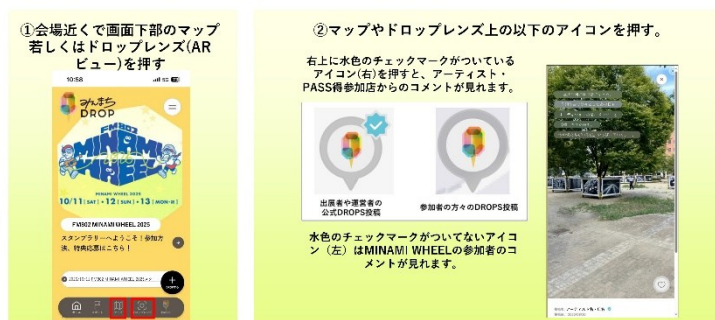 ①会場近くで画面下部のマップ
若しくはドロップレンズ(AR
ビュー)を押す
10:58
みんまち
DROP
FM802
MINAMI
WHEEL
MINAMI WHEEL 2025
10/11(SAT)・12(SUN)・13(MON・H)
FM802 MINAMI WHEEL 2025
スタンプラリーへようこそ！参加方
法、特典応募はこちら！
②マップやドロップレンズ上の以下のアイコンを押す。
右上に水色のチェックマークがついている
アイコン(右)を押すと、アーティスト・
PASS得参加店からのコメントが見れます。
出展者や運営者の
公式DROPS投稿
参加者の方々のDROPS投稿
水色のチェックマークがついてないアイコ
ン（左）はMINAMI WHEELの参加者のコ
メントが見れます。